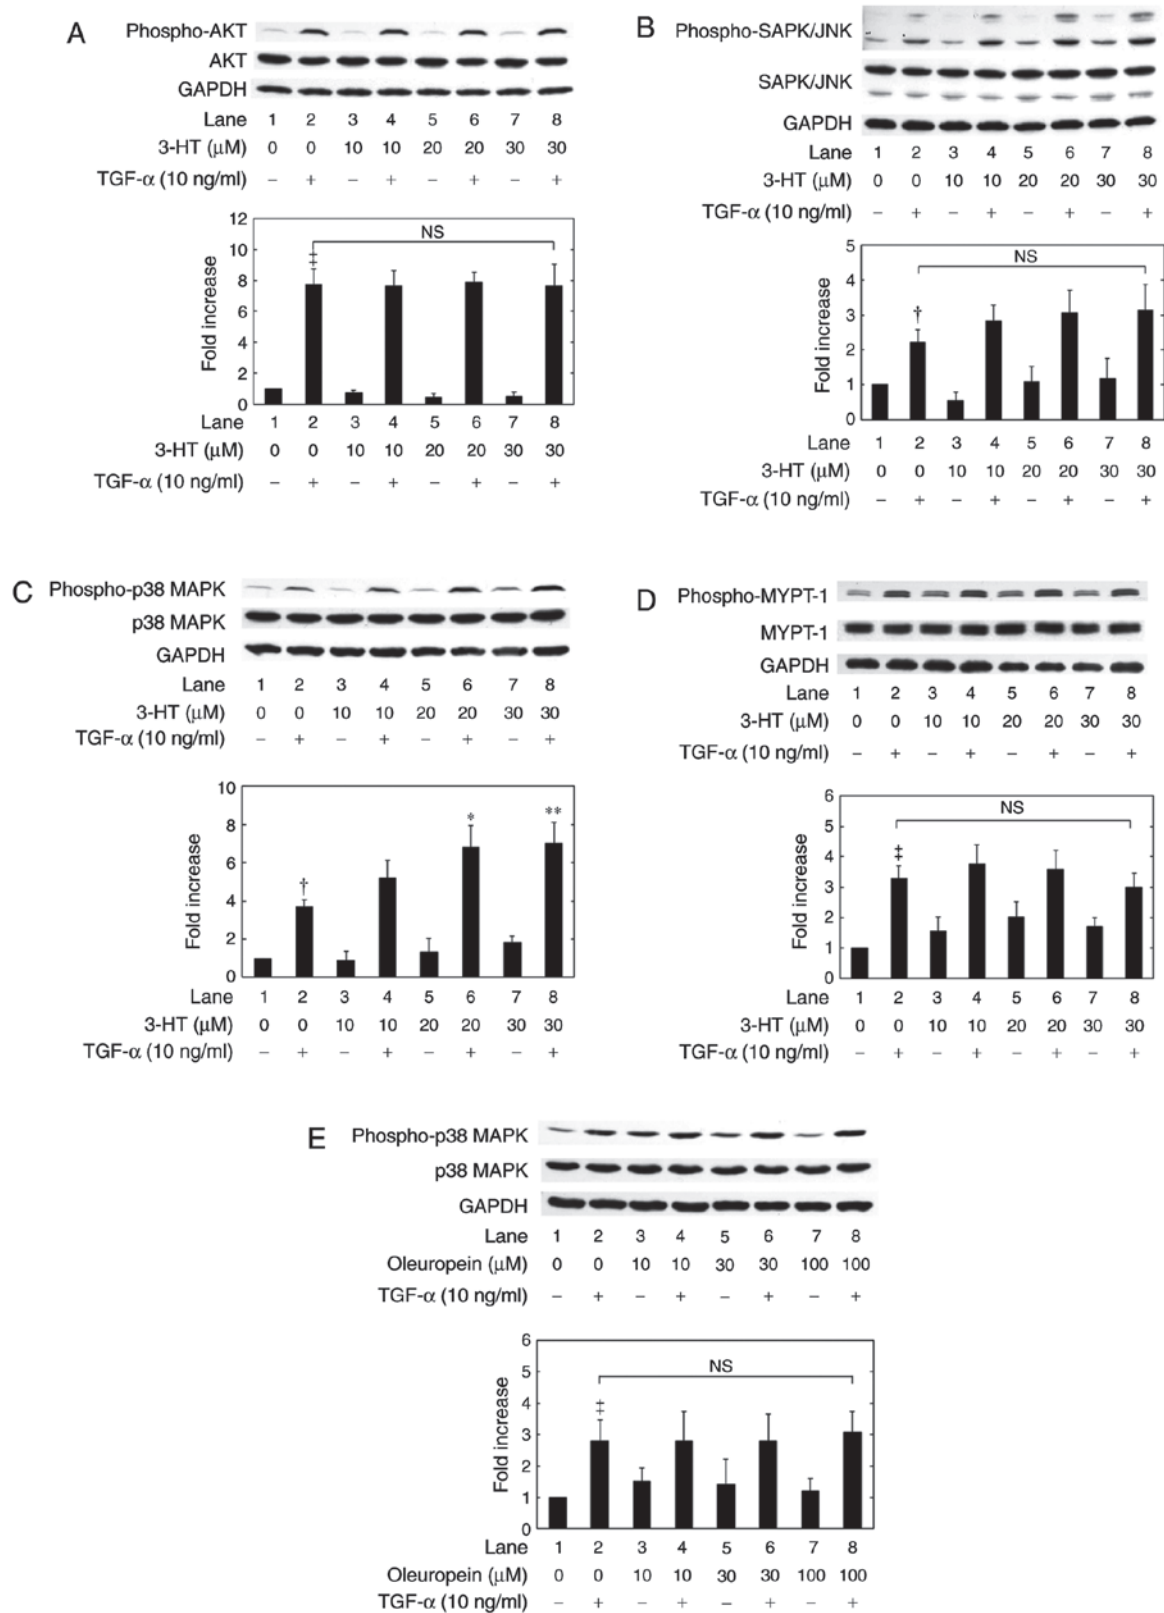 A
Phospho-AKT
AKT
GAPDH
Lane 1 2 3 4 5 6 7 8
3-HT (µM) 0 0 10 10 20 20 30 30
TGF-α (10 ng/ml) − + − + − + − +
12
10
8
6
4
2
0
Fold increase
NS
‡
Lane 1 2 3 4 5 6 7 8
3-HT (µM) 0 0 10 10 20 20 30 30
TGF-α (10 ng/ml) − + − + − + − +
B
Phospho-SAPK/JNK
SAPK/JNK
GAPDH
Lane 1 2 3 4 5 6 7 8
3-HT (µM) 0 0 10 10 20 20 30 30
TGF-α (10 ng/ml) − + − + − + − +
5
4
3
2
1
0
Fold increase
NS
†
Lane 1 2 3 4 5 6 7 8
3-HT (µM) 0 0 10 10 20 20 30 30
TGF-α (10 ng/ml) − + − + − + − +
C
Phospho-p38 MAPK
p38 MAPK
GAPDH
Lane 1 2 3 4 5 6 7 8
3-HT (µM) 0 0 10 10 20 20 30 30
TGF-α (10 ng/ml) − + − + − + − +
10
8
6
4
2
0
Fold increase
† * **
Lane 1 2 3 4 5 6 7 8
3-HT (µM) 0 0 10 10 20 20 30 30
TGF-α (10 ng/ml) − + − + − + − +
D
Phospho-MYPT-1
MYPT-1
GAPDH
Lane 1 2 3 4 5 6 7 8
3-HT (µM) 0 0 10 10 20 20 30 30
TGF-α (10 ng/ml) − + − + − + − +
6
5
4
3
2
1
0
Fold increase
NS
‡
Lane 1 2 3 4 5 6 7 8
3-HT (µM) 0 0 10 10 20 20 30 30
TGF-α (10 ng/ml) − + − + − + − +
E
Phospho-p38 MAPK
p38 MAPK
GAPDH
Lane 1 2 3 4 5 6 7 8
Oleuropein (µM) 0 0 10 10 30 30 100 100
TGF-α (10 ng/ml) − + − + − + − +
6
5
4
3
2
1
0
Fold increase
NS
‡
Lane 1 2 3 4 5 6 7 8
Oleuropein (µM) 0 0 10 10 30 30 100 100
TGF-α (10 ng/ml) − + − + − + − +